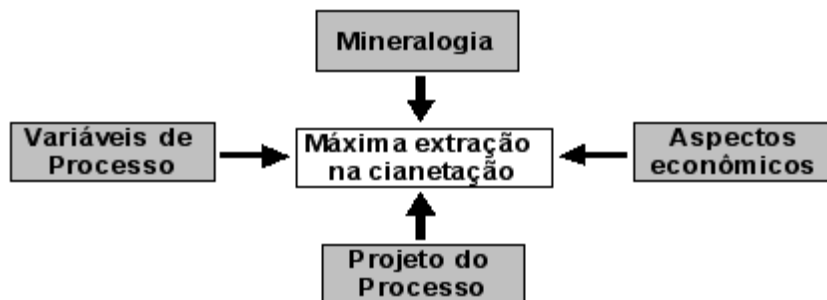 Mineralogia
Variáveis de
Processo
Máxima extração
na cianetação
Aspectos
econômicos
Projeto do
Processo